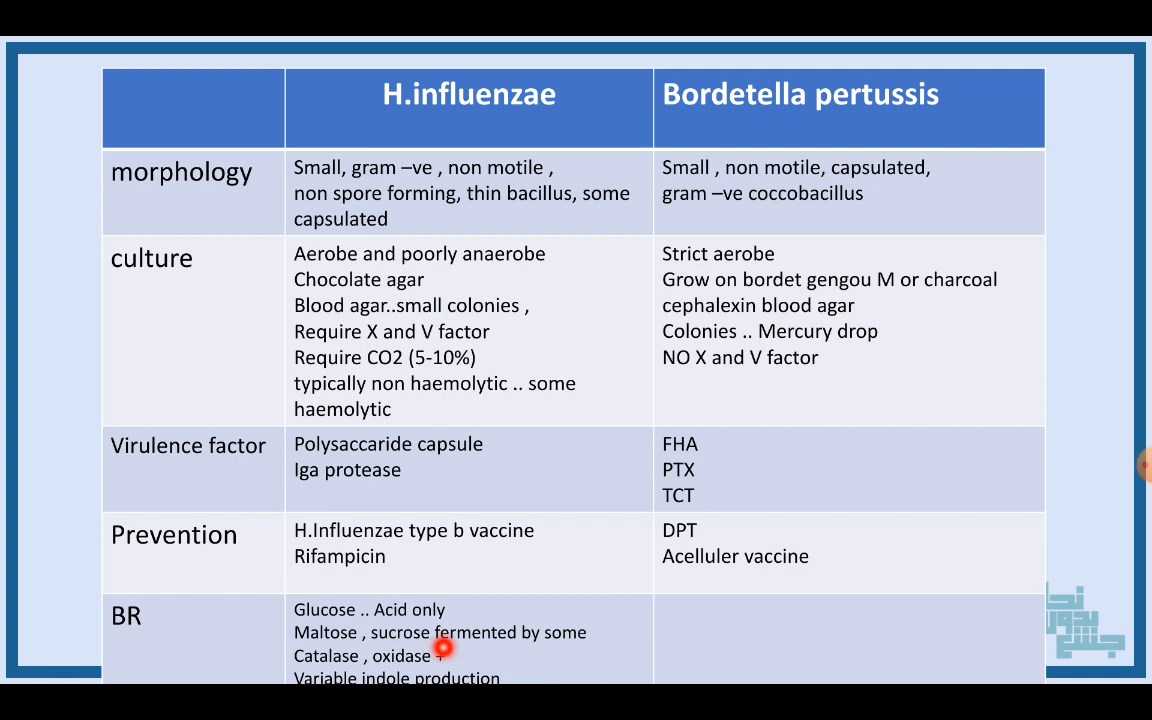 H.influenzae
Bordetella pertussis
morphology
Small, gram –ve , non motile ,
non spore forming, thin bacillus, some
capsulated
Small , non motile, capsulated,
gram –ve coccobacillus
culture
Aerobe and poorly anaerobe
Chocolate agar
Blood agar..small colonies ,
Require X and V factor
Require CO2 (5-10%)
typically non haemolytic .. some
haemolytic
Strict aerobe
Grow on bordet gengou M or charcoal
cephalexin blood agar
Colonies .. Mercury drop
NO X and V factor
Virulence factor
Polysaccaride capsule
Iga protease
FHA
PTX
TCT
Prevention
H.Influenzae type b vaccine
Rifampicin
DPT
Acelluler vaccine
BR
Glucose .. Acid only
Maltose , sucrose fermented by some
Catalase , oxidase +
Variable indole production